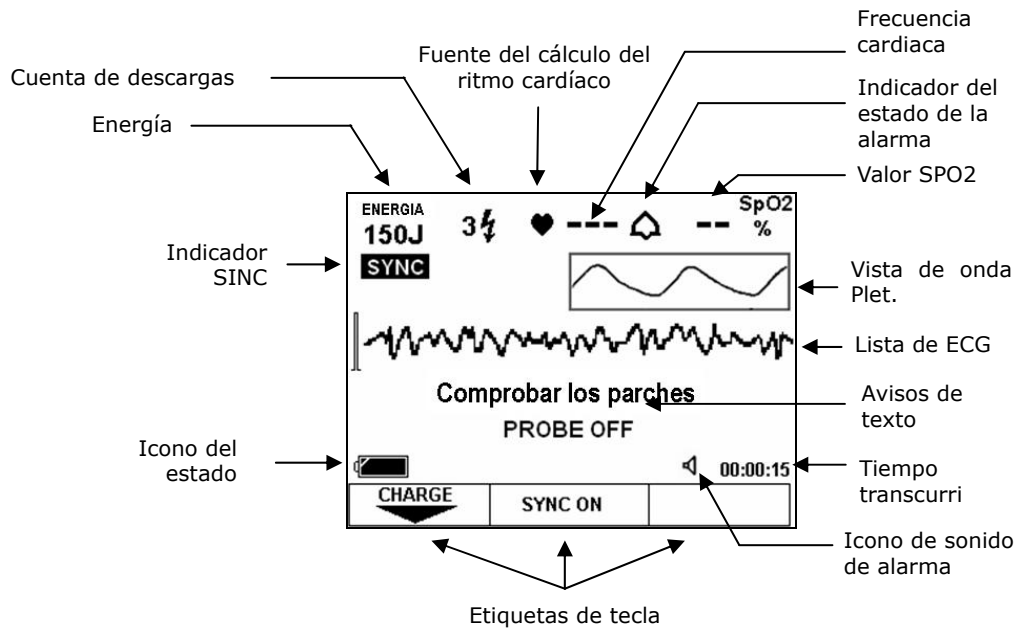 Frecuencia
cardiaca
Fuente del cálculo del
ritmo cardíaco
Cuenta de descargas
Indicador del
estado de la
alarma
Energía
Valor SPO2
ENERGIA
150J
3
---
--
SpO2
%
SYNC
Indicador
SINC
Vista de onda
Plet.
Lista de ECG
Comprobar los parches
PROBE OFF
Avisos de
texto
Icono del
estado
00:00:15
Tiempo
transcurri
CHARGE
SYNC ON
Icono de sonido
de alarma
Etiquetas de tecla